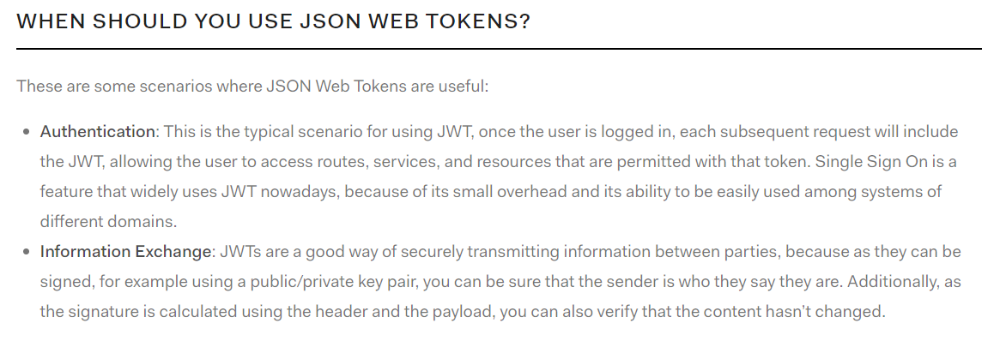 WHEN SHOULD YOU USE JSON WEB TOKENS?
These are some scenarios where JSON Web Tokens are useful:
• Authentication: This is the typical scenario for using JWT, once the user is logged in, each subsequent request will include
the JWT, allowing the user to access routes, services, and resources that are permitted with that token. Single Sign On is a
feature that widely uses JWT nowadays, because of its small overhead and its ability to be easily used among systems of
different domains.
• Information Exchange: JWTs are a good way of securely transmitting information between parties, because as they can be
signed, for example using a public/private key pair, you can be sure that the sender is who they say they are. Additionally, as
the signature is calculated using the header and the payload, you can also verify that the content hasn’t changed.